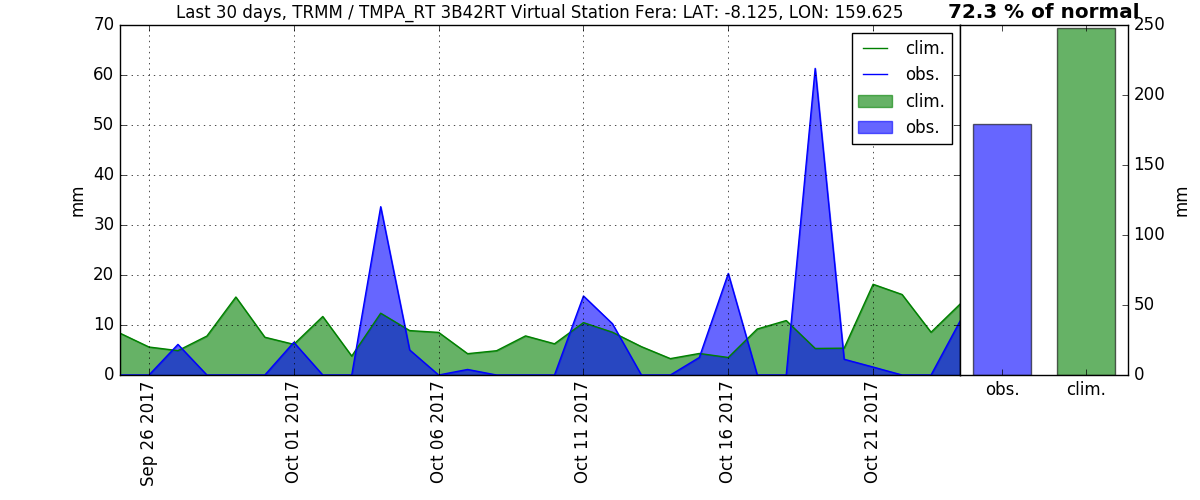 Last 30 days, TRMM / TMPA_RT 3B42RT Virtual Station Fera: LAT: -8.125, LON: 159.625
72.3 % of normal
70
60
50
40
30
20
10
0
mm
clim.
obs.
clim.
obs.
Sep 26 2017
Oct 01 2017
Oct 06 2017
Oct 11 2017
Oct 16 2017
Oct 21 2017
250
200
150
100
50
0
mm
obs.
clim.